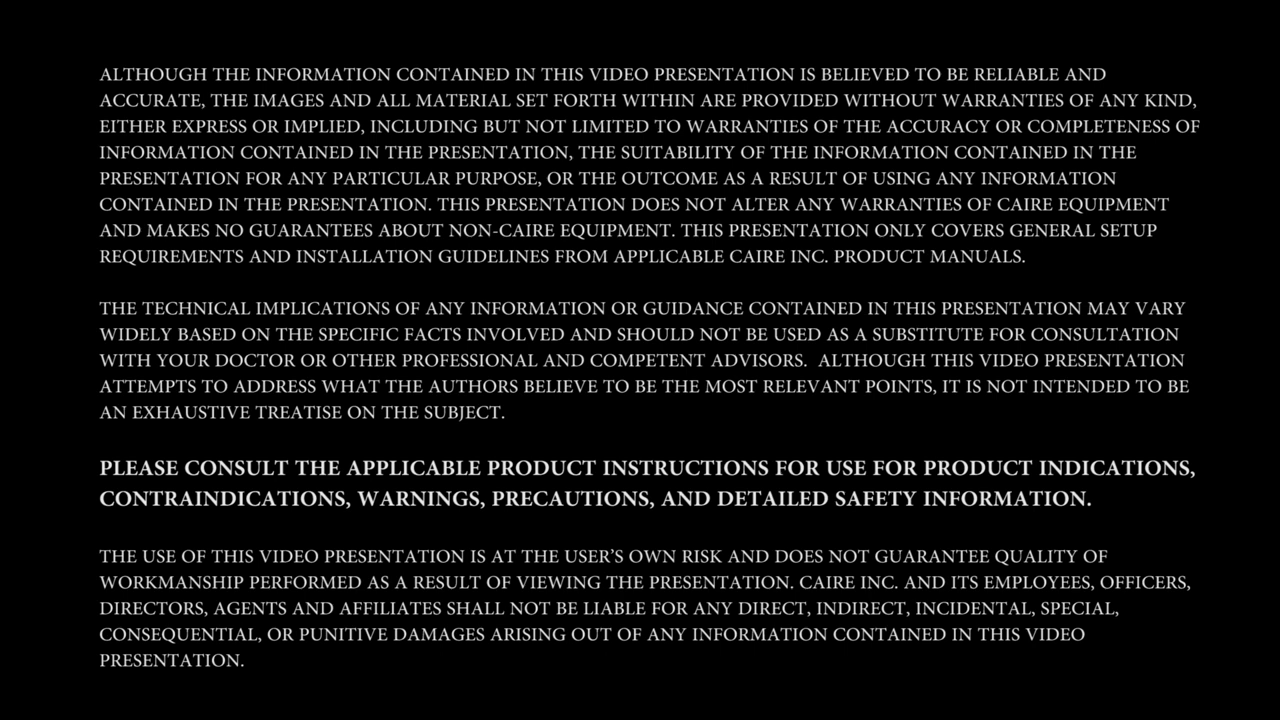 ALTHOUGH THE INFORMATION CONTAINED IN THIS VIDEO PRESENTATION IS BELIEVED TO BE RELIABLE AND
ACCURATE, THE IMAGES AND ALL MATERIAL SET FORTH WITHIN ARE PROVIDED WITHOUT WARRANTIES OF ANY KIND,
EITHER EXPRESS OR IMPLIED, INCLUDING BUT NOT LIMITED TO WARRANTIES OF THE ACCURACY OR COMPLETENESS OF
INFORMATION CONTAINED IN THE PRESENTATION, THE SUITABILITY OF THE INFORMATION CONTAINED IN THE
PRESENTATION FOR ANY PARTICULAR PURPOSE, OR THE OUTCOME AS A RESULT OF USING ANY INFORMATION
CONTAINED IN THE PRESENTATION. THIS PRESENTATION DOES NOT ALTER ANY WARRANTIES OF CAIRE EQUIPMENT
AND MAKES NO GUARANTEES ABOUT NON-CAIRE EQUIPMENT. THIS PRESENTATION ONLY COVERS GENERAL SETUP
REQUIREMENTS AND INSTALLATION GUIDELINES FROM APPLICABLE CAIRE INC. PRODUCT MANUALS.
THE TECHNICAL IMPLICATIONS OF ANY INFORMATION OR GUIDANCE CONTAINED IN THIS PRESENTATION MAY VARY
WIDELY BASED ON THE SPECIFIC FACTS INVOLVED AND SHOULD NOT BE USED AS A SUBSTITUTE FOR CONSULTATION
WITH YOUR DOCTOR OR OTHER PROFESSIONAL AND COMPETENT ADVISORS.  ALTHOUGH THIS VIDEO PRESENTATION
ATTEMPTS TO ADDRESS WHAT THE AUTHORS BELIEVE TO BE THE MOST RELEVANT POINTS, IT IS NOT INTENDED TO BE
AN EXHAUSTIVE TREATISE ON THE SUBJECT.
PLEASE CONSULT THE APPLICABLE PRODUCT INSTRUCTIONS FOR USE FOR PRODUCT INDICATIONS,
CONTRAINDICATIONS, WARNINGS, PRECAUTIONS, AND DETAILED SAFETY INFORMATION.
THE USE OF THIS VIDEO PRESENTATION IS AT THE USER’S OWN RISK AND DOES NOT GUARANTEE QUALITY OF
WORKMANSHIP PERFORMED AS A RESULT OF VIEWING THE PRESENTATION. CAIRE INC. AND ITS EMPLOYEES, OFFICERS,
DIRECTORS, AGENTS AND AFFILIATES SHALL NOT BE LIABLE FOR ANY DIRECT, INDIRECT, INCIDENTAL, SPECIAL,
CONSEQUENTIAL, OR PUNITIVE DAMAGES ARISING OUT OF ANY INFORMATION CONTAINED IN THIS VIDEO
PRESENTATION.